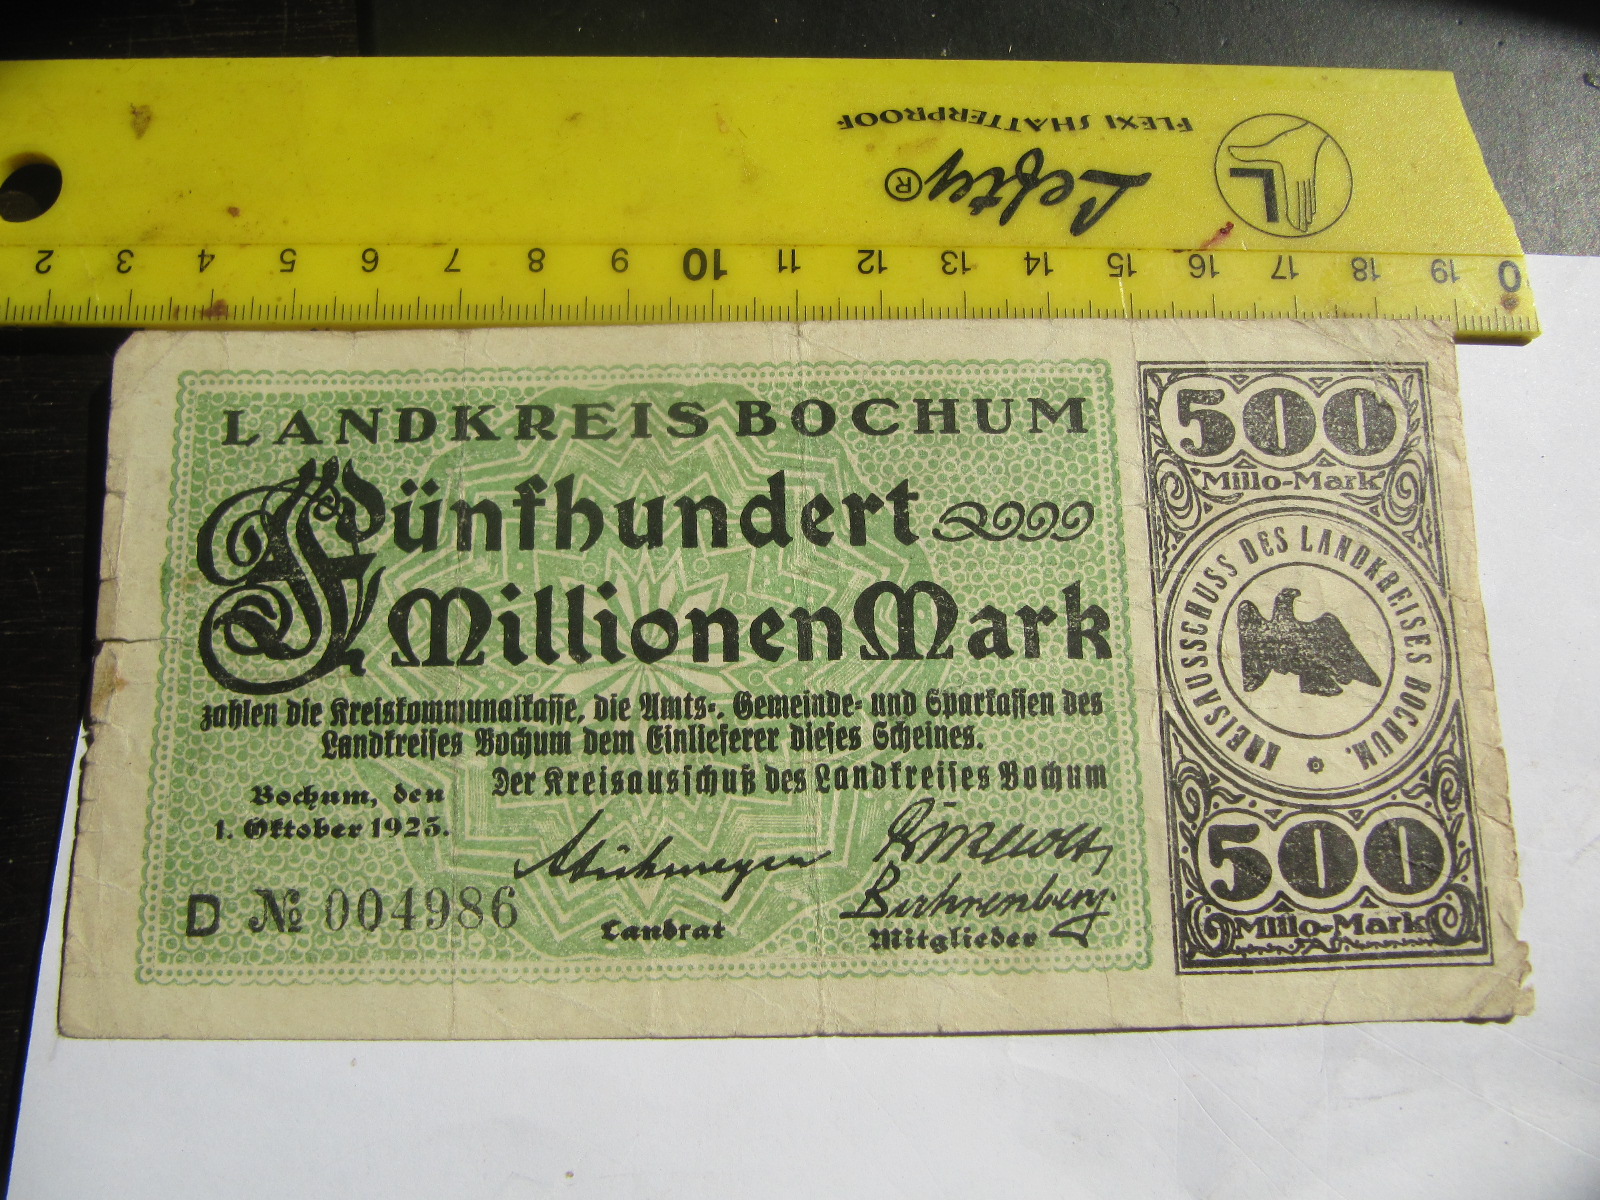 FLEXI SHATTERPROOF
Lefty ®
L
2 3 4 5 6 7 8 9 10 11 12 13 14 15 16 17 18 19 0
LANDKREIS BOCHUM
Fünfhundert
Millionen Mark
zahlen die Kreiskommunalkasse, die Amts-, Gemeinde- und Sparkassen des
Landkreises Bochum dem Einlieferer dieses Scheines.
Der Kreisausschuß des Landkreises Bochum
Bochum, den
1. Oktober 1923.
D № 004986
Landrat
Mitglieder
500
Millo-Mark
KREISAUSSCHUSS DES LANDKREISES BOCHUM.
500
Millo-Mark